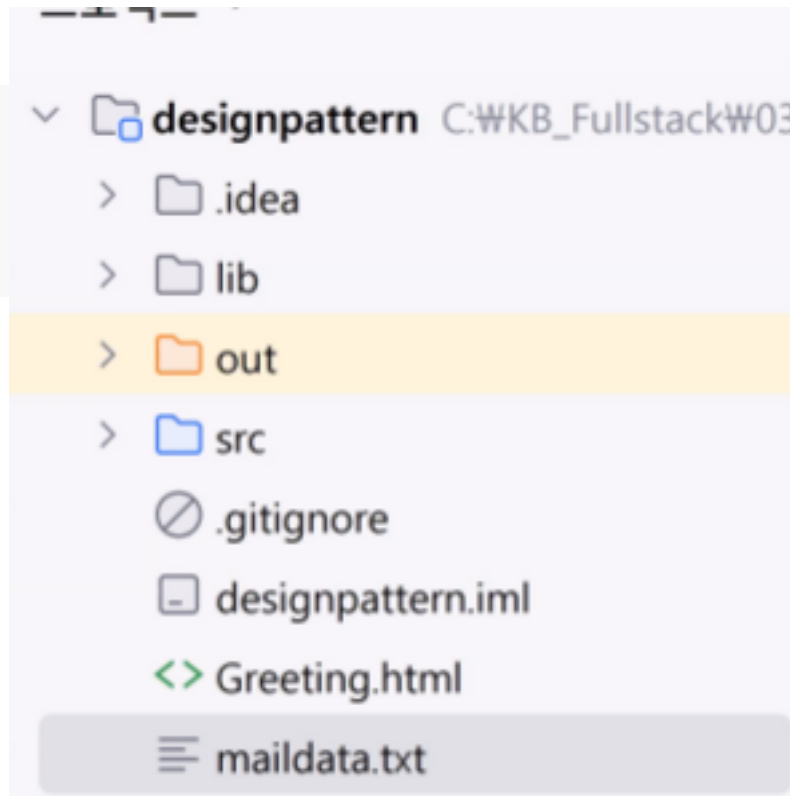 designpattern C:₩KB_Fullstack₩03
.idea
lib
out
src
.gitignore
designpattern.iml
Greeting.html
maildata.txt